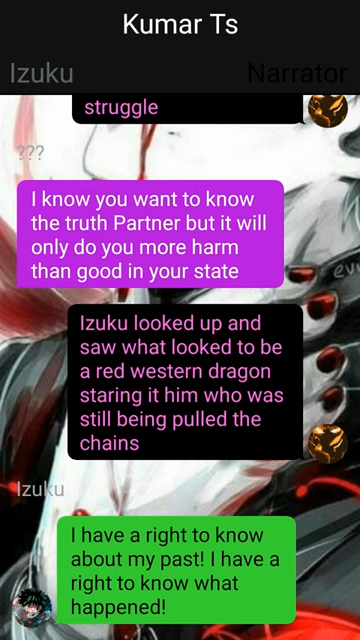 Kumar Ts
Izuku
Narrator
struggle
???
I know you want to know
the truth Partner but it will
only do you more harm
than good in your state
Izuku looked up and
saw what looked to be
a red western dragon
staring it him who was
still being pulled the
chains
Izuku
I have a right to know
about my past! I have a
right to know what
happened!